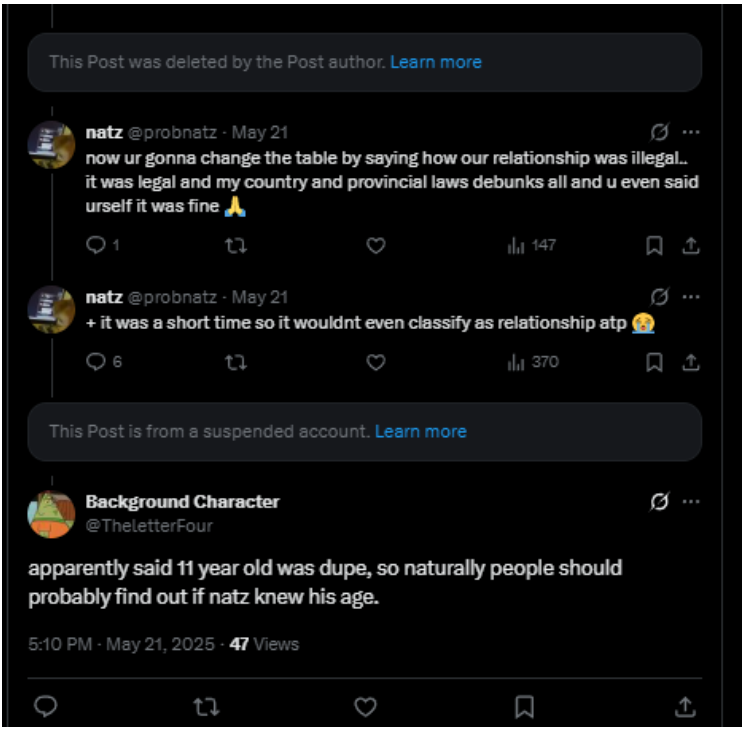 This Post was deleted by the Post author. Learn more
natz @probnatz · May 21
now ur gonna change the table by saying how our relationship was illegal..
it was legal and my country and provincial laws debunks all and u even said
urself it was fine 🙏
1
147
natz @probnatz · May 21
+ it was a short time so it wouldnt even classify as relationship atp 😭
6
370
This Post is from a suspended account. Learn more
Background Character
@TheletterFour
apparently said 11 year old was dupe, so naturally people should
probably find out if natz knew his age.
5:10 PM · May 21, 2025 · 47 Views